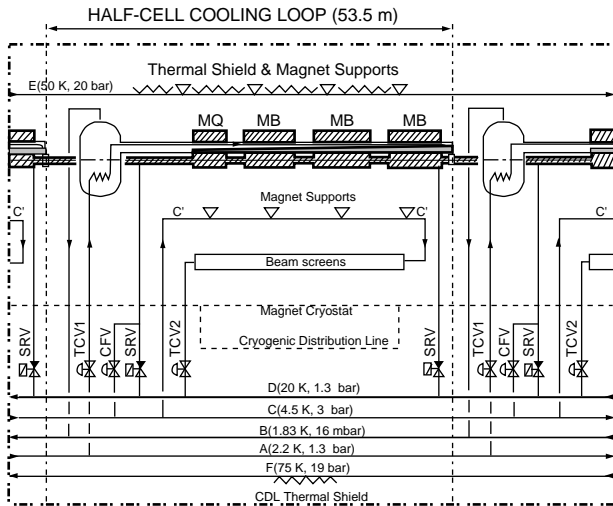 HALF-CELL COOLING LOOP (53.5 m)
Thermal Shield & Magnet Supports
E(50 K, 20 bar)
MQ MB MB MB
Magnet Supports
C' C' C' C'
Beam screens
Magnet Cryostat
Cryogenic Distribution Line
SRV TCV1 CFV SRV TCV2 SRV TCV1 CFV SRV TCV2
D(20 K, 1.3 bar)
C(4.5 K, 3 bar)
B(1.83 K, 16 mbar)
A(2.2 K, 1.3 bar)
F(75 K, 19 bar)
CDL Thermal Shield